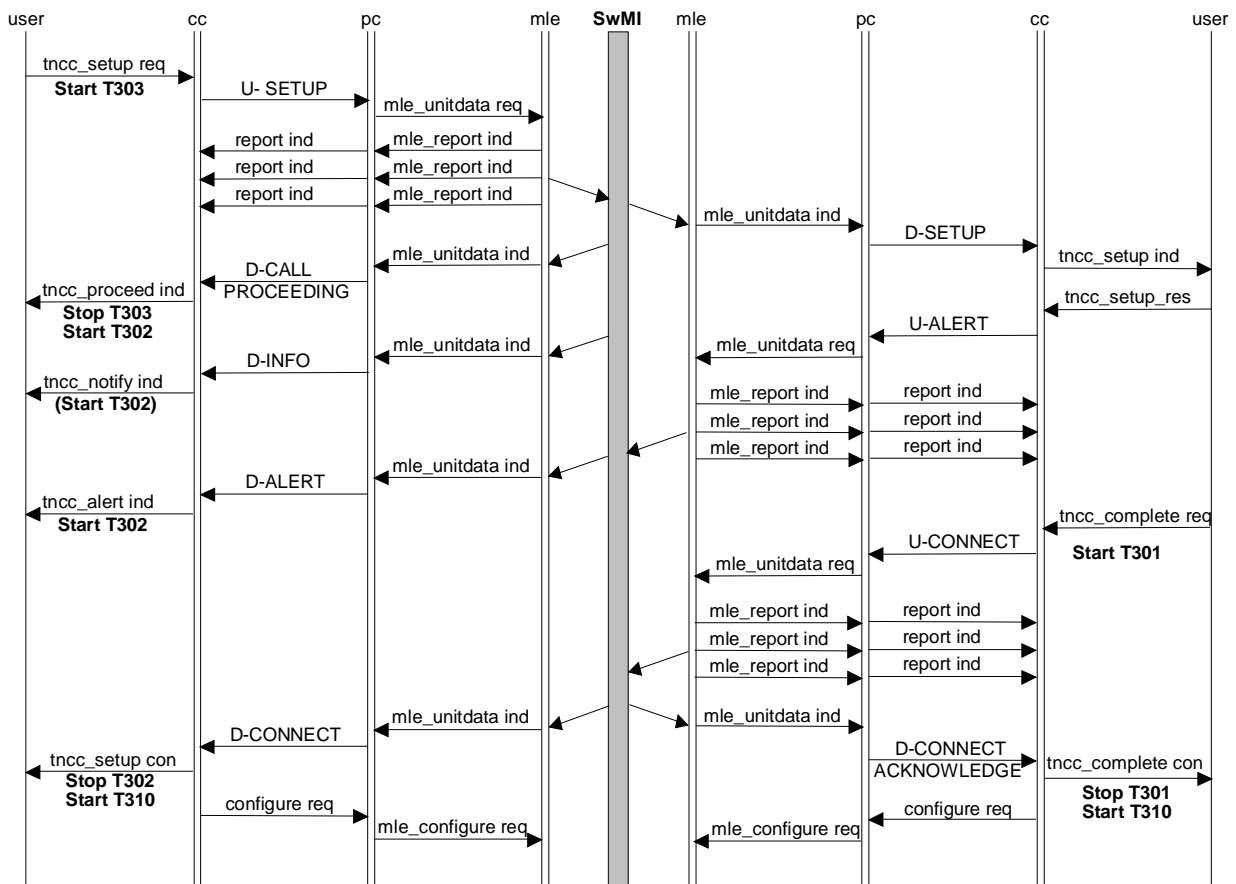 user cc pc mle SwMI mle pc cc user
tncc_setup req
Start T303
U- SETUP
mle_unitdata req
report ind mle_report ind
report ind mle_report ind
report ind mle_report ind
mle_unitdata ind
D-SETUP
tncc_setup ind
mle_unitdata ind
D-CALL
PROCEEDING
tncc_proceed ind
Stop T303
Start T302
tncc_setup_res
U-ALERT
mle_unitdata req
mle_unitdata ind
D-INFO
tncc_notify ind
(Start T302)
mle_report ind report ind
mle_report ind report ind
mle_report ind report ind
mle_unitdata ind
D-ALERT
tncc_alert ind
Start T302
tncc_complete req
Start T301
U-CONNECT
mle_unitdata req
mle_report ind report ind
mle_report ind report ind
mle_report ind report ind
mle_unitdata ind
D-CONNECT
tncc_setup con
Stop T302
Start T310
configure req
mle_configure req
mle_unitdata ind
D-CONNECT
ACKNOWLEDGE
tncc_complete con
Stop T301
Start T310
configure req
mle_configure req